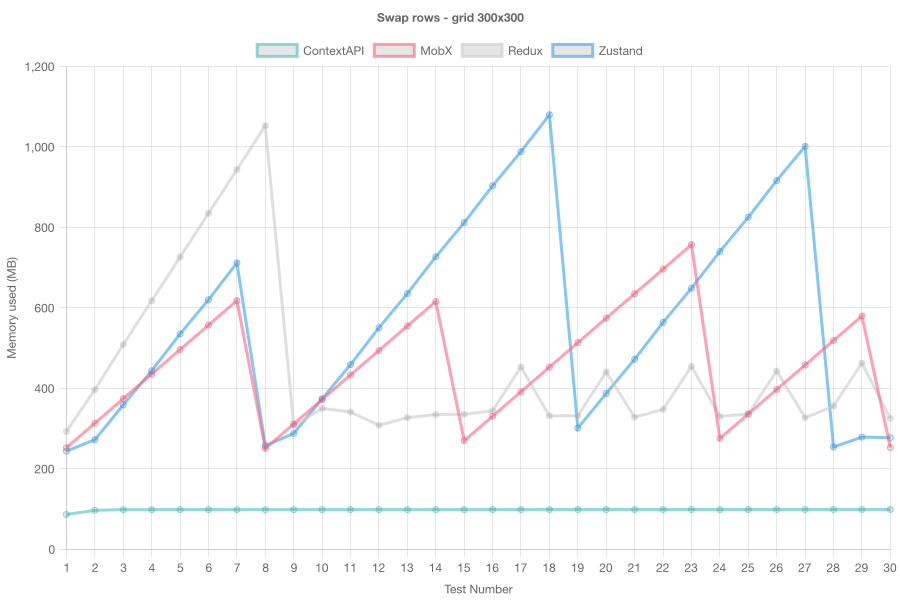 Swap rows - grid 300x300
ContextAPI MobX Redux Zustand
1,200
1,000
800
600
400
200
0
Memory used (MB)
1 2 3 4 5 6 7 8 9 10 11 12 13 14 15 16 17 18 19 20 21 22 23 24 25 26 27 28 29 30
Test Number